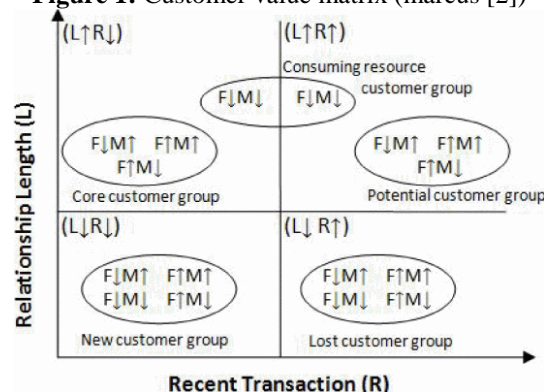 Figure 1. Customer value matrix (marcus [2])
(L↑R↓)
(L↑R↑)
Consuming resource
customer group
F↓M↓ F↓M↓
F↓M↑ F↑M↑
F↑M↓
Core customer group
F↓M↑ F↑M↑
F↑M↓
Potential customer group
(L↓R↓)
(L↓ R↑)
F↓M↑ F↑M↑
F↓M↓ F↑M↓
New customer group
F↓M↑ F↑M↑
F↓M↓ F↑M↓
Lost customer group
Relationship Length (L)
Recent Transaction (R)